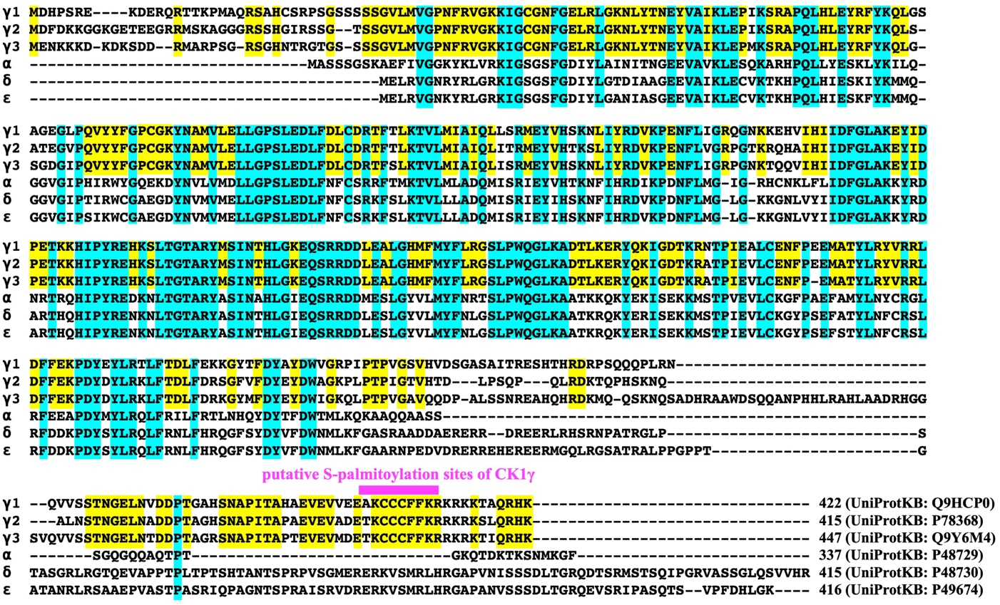 γ1 MDHPSRE----KDERQRTTKPMAQRSAHCSRPSGSSSSSGVLMVGPNFRVGKKIGCGNFGELRLGKNLYTNEYVAIKLEPIKSRAPQLHLEYRFYKQLGS
γ2 MDFDKKGGKGETEEGRRMSKAGGGRSSHGIRSSG--TSSGVLMVGPNFRVGKKIGCGNFGELRLGKNLYTNEYVAIKLEPIKSRAPQLHLEYRFYKQLS-
γ3 MENKKKD-KDKSDD--RMARPSG-RSGHNTRGTGS-SSSGVLMVGPNFRVGKKIGCGNFGELRLGKNLYTNEYVAIKLEPMKSRAPQLHLEYRFYKQLG-
α -------------------------------MASSSGSKAEFIVGGKYKLVRKIGSGSFGDIYLAINITNGEEVAVKLESQKARHPQLLYESKLYKILQ-
δ ---------------------------------------MELRVGNRYRLGRKIGSGSFGDIYLGTDIAAGEEVAIKLECVKTKHPQLHIESKIYKMMQ-
ε ---------------------------------------MELRVGNKYRLGRKIGSGSFGDIYLGANIASGEEVAIKLECVKTKHPQLHIESKFYKMMQ-
γ1 AGEGLPQVYYFGPCGKYNAMVLELLGPSLEDLFDLCDRTFTLKTVLMIAIQLLSRMEYVHSKNLIYRDVKPENFLIGRQGNKKEHVIHIIDFGLAKEYID
γ2 ATEGVPQVYYFGPCGKYNAMVLELLGPSLEDLFDLCDRTFTLKTVLMIAIQLITRMEYVHTKSLIYRDVKPENFLVGRPGTKRQHAIHIIDFGLAKEYID
γ3 SGDGIPQVYYFGPCGKYNAMVLELLGPSLEDLFDLCDRTFSLKTVLMIAIQLISRMEYVHSKNLIYRDVKPENFLIGRPGNKTQQVIHIIDFGLAKEYID
α GGVGIPHIRWYGQEKDYNVLVMDLLGPSLEDLFNFCSRRFTMKTVLMLADQMISRIEYVHTKNFIHRDIKPDNFLMG-IG-RHCNKLFLIDFGLAKKYRD
δ GGVGIPTIRWCGAEGDYNVMVMELLGPSLEDLFNFCSRKFSLKTVLLLADQMISRIEYIHSKNFIHRDVKPDNFLMG-LG-KKGNLVYIIDFGLAKKYRD
ε GGVGIPSIKWCGAEGDYNVMVMELLGPSLEDLFNFCSRKFSLKTVLLLADQMISRIEYIHSKNFIHRDVKPDNFLMG-LG-KKGNLVYIIDFGLAKKYRD
γ1 PETKKHIPYREHKSLTGTARYMSINTHLGKEQSRRDDLEALGHMFMYFLRGSLPWQGLKADTLKERYQKIGDTKRNTPIEALCENFPEEMATYLRYVRRL
γ2 PETKKHIPYREHKSLTGTARYMSINTHLGKEQSRRDDLEALGHMFMYFLRGSLPWQGLKADTLKERYQKIGDTKRATPIEVLCENFPEEMATYLRYVRRL
γ3 PETKKHIPYREHKSLTGTARYMSINTHLGKEQSRRDDLEALGHMFMYFLRGSLPWQGLKADTLKERYQKIGDTKRATPIEVLCENFP-EMATYLRYVRRL
α NRTRQHIPYREDKNLTGTARYASINAHLGIEQSRRDDMESLGYVLMYFNRTSLPWQGLKAATKKQKYEKISEKKMSTPVEVLCKGFPAEFAMYLNYCRGL
δ ARTHQHIPYRENKNLTGTARYASINTHLGIEQSRRDDLESLGYVLMYFNLGSLPWQGLKAATKRQKYERISEKKMSTPIEVLCKGYPSEFATYLNFCRSL
ε ARTHQHIPYRENKNLTGTARYASINTHLGIEQSRRDDLESLGYVLMYFNLGSLPWQGLKAATKRQKYERISEKKMSTPIEVLCKGYPSEFSTYLNFCRSL
γ1 DFFEKPDYEYLRTLFTDLFEKKGYTFDYAYDWVGRPIPTPVGSVHVDSGASAITRESHTHRDRPSQQQPLRN----------------------------
γ2 DFFEKPDYEYLRKLFTDLFDRSGFVFDYEYDWAGKPLPTPIGTVHTD---LPSQP---QLRDKTQPHSKNQ-----------------------------
γ3 DFFEKPDYDYLRKLFTDLFDRKGYMFDYEYDWIGKQLPTPVGAVQQDP-ALSSNREAHQHRDKMQ-QSKNQSADHRAAWDSQQANPHHLRAHLAADRHGG
α RFEEAPDYMYLRQLFRILFRTLNHQYDYTFDWTMLKQKAAQQAASS------------------------------------------------------
δ RFDDKPDYSYLRQLFRNLFHRQGFSYDYVFDWNMLKFGASRAADDAERERR--DREERLRHSRNPATRGLP----------------------------S
ε RFDDKPDYSYLRQLFRNLFHRQGFSYDYVFDWNMLKFGAARNPEDVDRERREHEREERMGQLRGSATRALPPGPPT-----------------------G
putative S-palmitoylation sites of CK1γ
γ1 --QVVSSTNGELNVDDPTGAHSNAPITAHAEVEVVEEAKCCCFFKRKRKKTAQRHK------------------------------- 422 (UniProtKB: Q9HCP0)
γ2 ---ALNSTNGELNADDPTAGRSNAPITAPAEVEVADETKCCCFFKRRKRKSLQRHK------------------------------- 415 (UniProtKB: P78368)
γ3 SVQVVSSTNGELNTDDPTAGRSNAPITAPTEVEVMDETKCCCFFKRRKRKTIQRHK------------------------------- 447 (UniProtKB: Q9Y6M4)
α -------SGQGQQAQTPT-----------------------------GKQTDKTKSNMKGF-------------------------- 337 (UniProtKB: P48729)
δ TASGRLRGTQEVAPPTPLTPTSHTANTSPRPVSGMERERKVSMRLHRGAPVNISSSDLTGRQDTSRMSTSQIPGRVASSGLQSVVHR 415 (UniProtKB: P48730)
ε ATANRLRSAAEPVASTPASRIQPAGNTSPRAISRVDRERKVSMRLHRGAPANVSSSDLTGRQEVSRIPASQTS--VPFDHLGK---- 416 (UniProtKB: P49674)